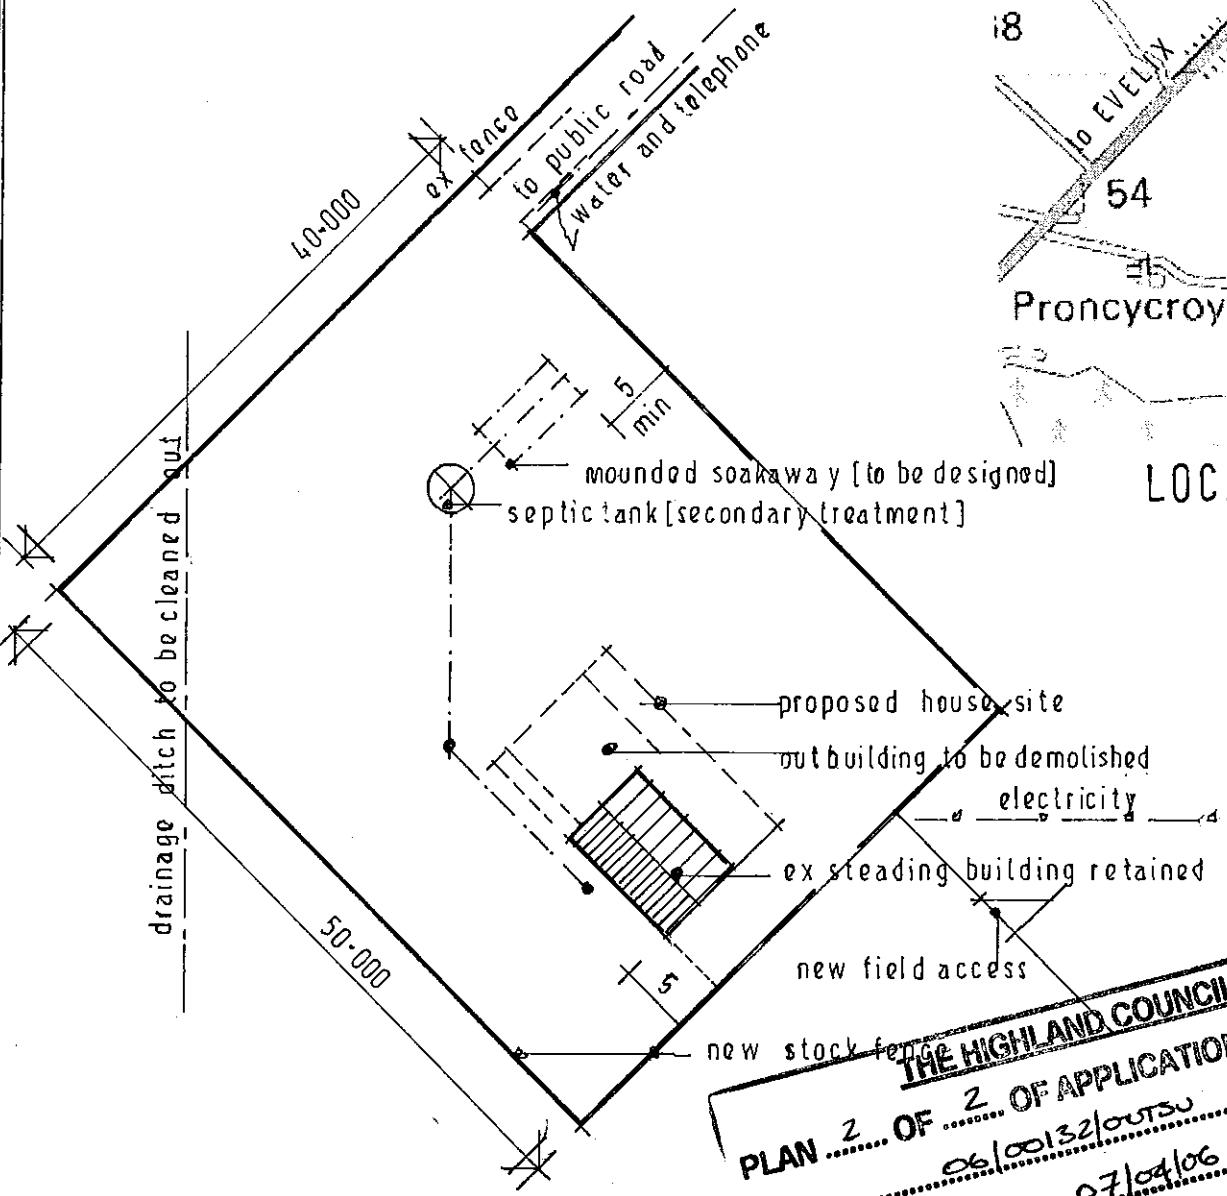 ex fence
to public road
water and telephone
40-000
18
to EVELIX
54
Proncycroy
LOC
5
min
mounded soakaway [to be designed]
septic tank [secondary treatment]
drainage ditch to be cleaned out
proposed house site
outbuilding to be demolished
electricity
ex steading building retained
50-000
new field access
5
new stock fence
THE HIGHLAND COUNCIL
PLAN 2 OF 2 OF APPLICATION
06/00132/OUTSU
07/04/06